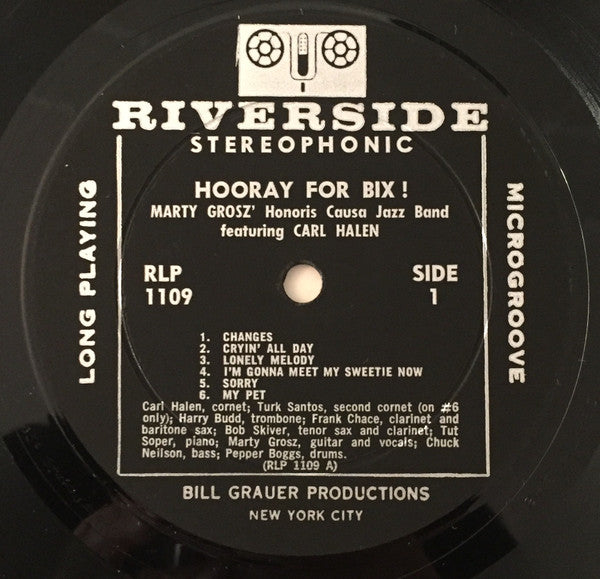 RIVERSIDE
STEREOPHONIC
HOORAY FOR BIX!
MARTY GROSZ' Honoris Causa Jazz Band
featuring CARL HALEN
LONG PLAYING
MICROGROOVE
RLP
1109
SIDE
1
1. CHANGES
2. CRYIN' ALL DAY
3. LONELY MELODY
4. I'M GONNA MEET MY SWEETIE NOW
5. SORRY
6. MY PET
Carl Halen, cornet; Turk Santos, second cornet (on #6
only); Harry Budd, trombone; Frank Chace, clarinet and
baritone sax; Bob Skiver, tenor sax and clarinet; Tut
Soper, piano; Marty Grosz, guitar and vocals; Chuck
Neilson, bass; Pepper Boggs, drums.
(RLP 1109 A)
BILL GRAUER PRODUCTIONS
NEW YORK CITY